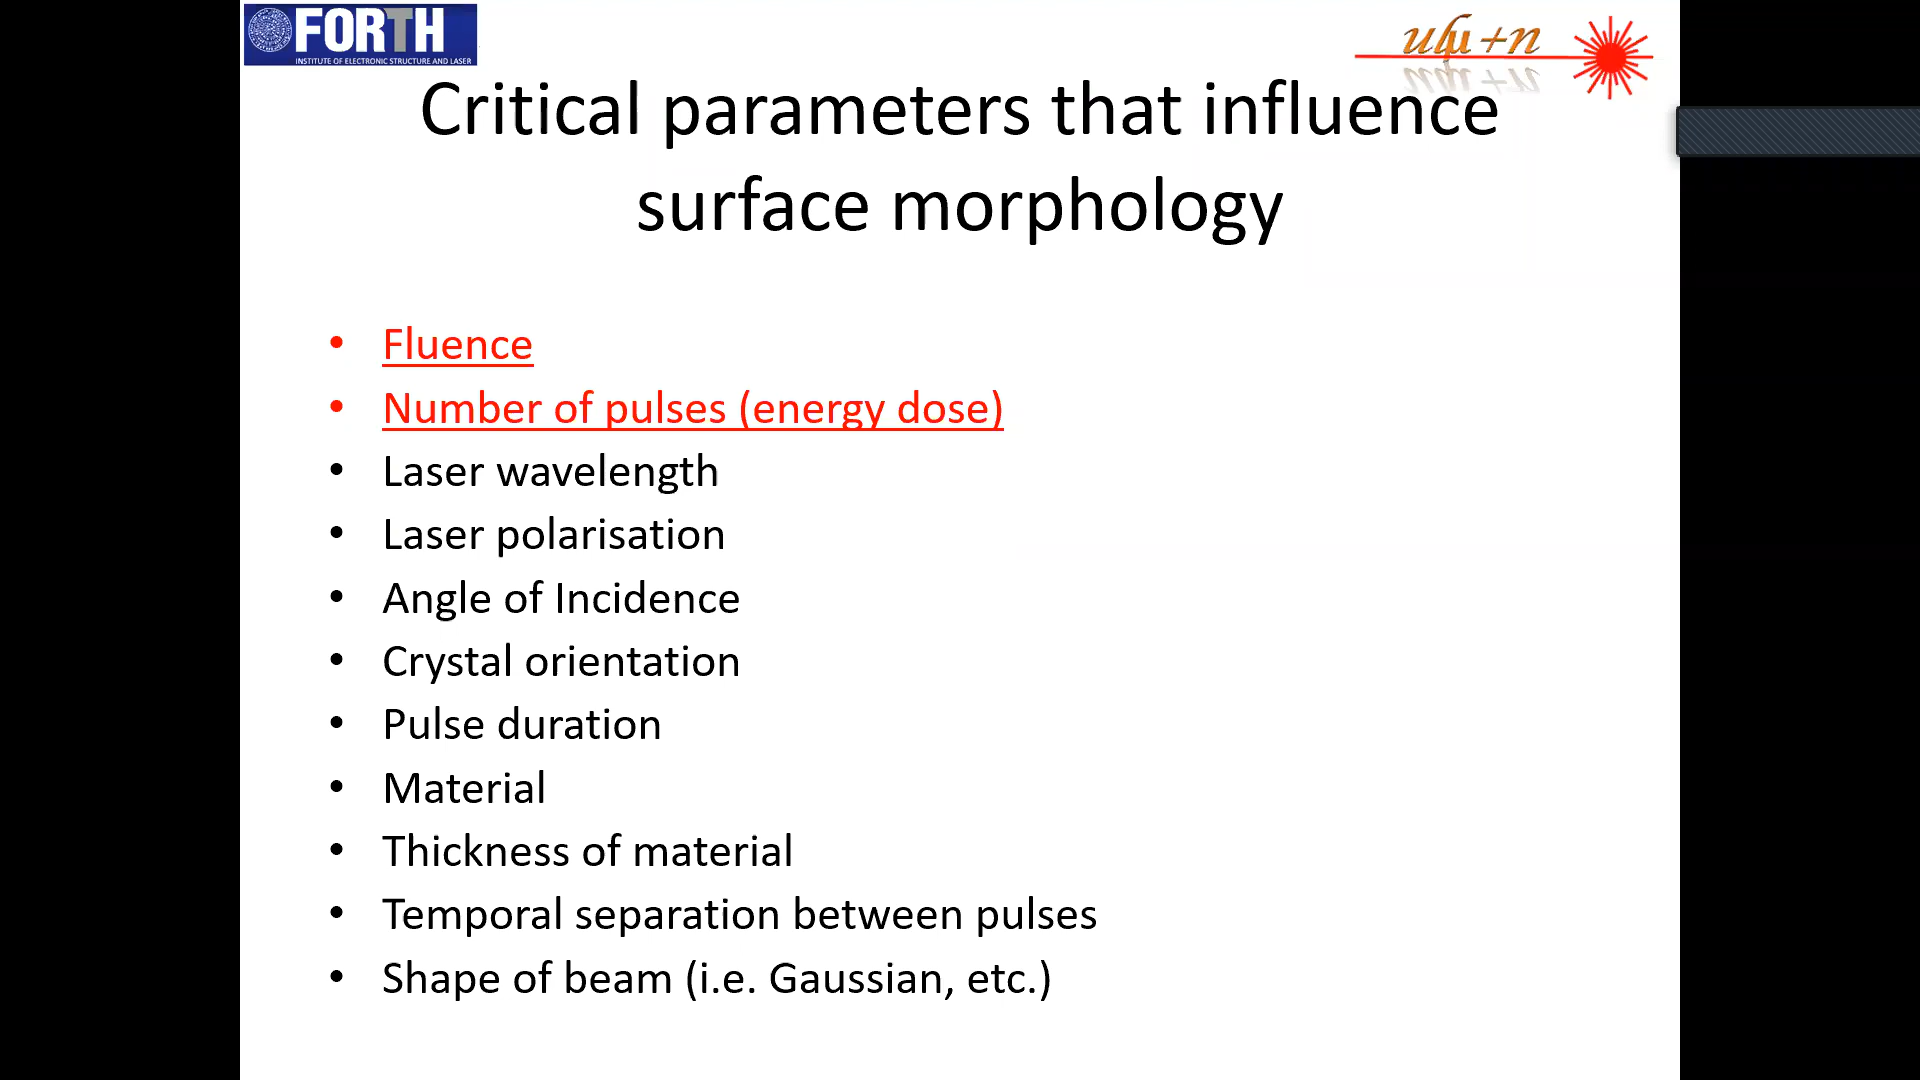 FORTH
INSTITUTE OF ELECTRONIC STRUCTURE AND LASER
Critical parameters that influence
surface morphology
• Fluence
• Number of pulses (energy dose)
• Laser wavelength
• Laser polarisation
• Angle of Incidence
• Crystal orientation
• Pulse duration
• Material
• Thickness of material
• Temporal separation between pulses
• Shape of beam (i.e. Gaussian, etc.)